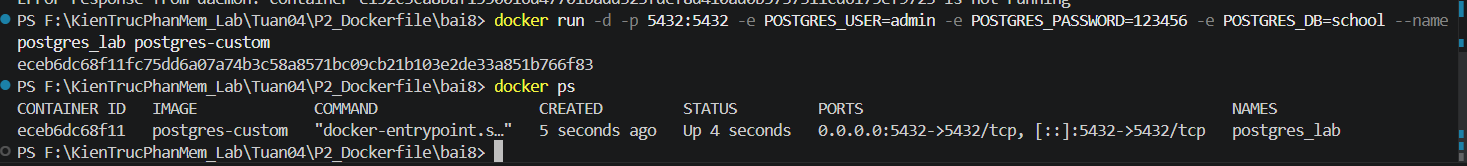 PS F:\KienTrucPhanMem_Lab\Tuan04\P2_Dockerfile\bai8> docker run -d -p 5432:5432 -e POSTGRES_USER=admin -e POSTGRES_PASSWORD=123456 -e POSTGRES_DB=school --name
postgres_lab postgres-custom
eceb6dc68f11fc75dd6a07a74b3c58a8571bc09cb21b103e2de33a851b766f83
PS F:\KienTrucPhanMem_Lab\Tuan04\P2_Dockerfile\bai8> docker ps
CONTAINER ID   IMAGE             COMMAND                  CREATED         STATUS         PORTS                                         NAMES
eceb6dc68f11   postgres-custom   "docker-entrypoint.s…"   5 seconds ago   Up 4 seconds   0.0.0.0:5432->5432/tcp, [::]:5432->5432/tcp   postgres_lab
PS F:\KienTrucPhanMem_Lab\Tuan04\P2_Dockerfile\bai8>